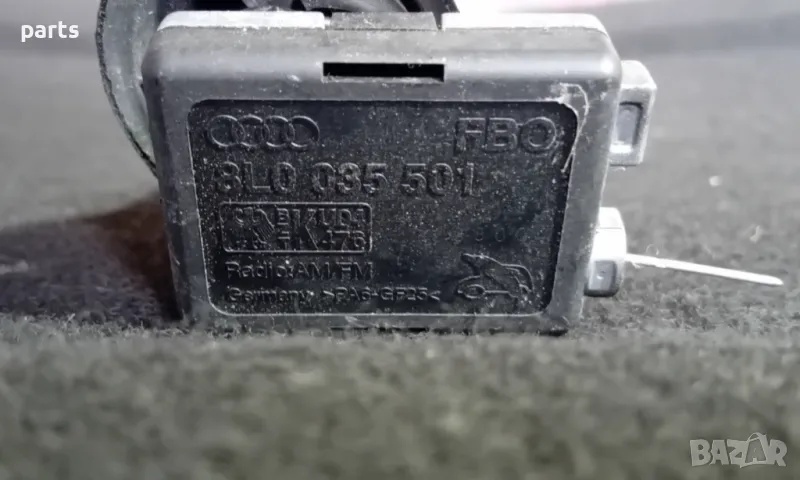 parts
FBO
8L0 035 501
Radio:AM/FM
Germany >PA6-GF25<
BAZAR